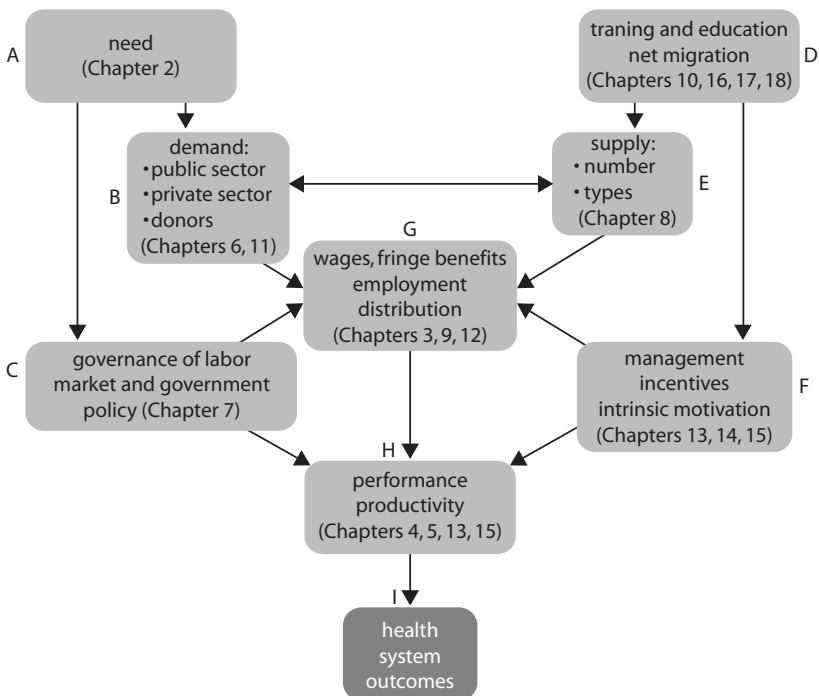 A
need
(Chapter 2)
traning and education
net migration
(Chapters 10, 16, 17, 18)
D
B
demand:
• public sector
• private sector
• donors
(Chapters 6, 11)
supply:
• number
• types
(Chapter 8)
E
G
wages, fringe benefits
employment
distribution
(Chapters 3, 9, 12)
C
governance of labor
market and government
policy (Chapter 7)
management
incentives
intrinsic motivation
(Chapters 13, 14, 15)
F
H
performance
productivity
(Chapters 4, 5, 13, 15)
I
health
system
outcomes